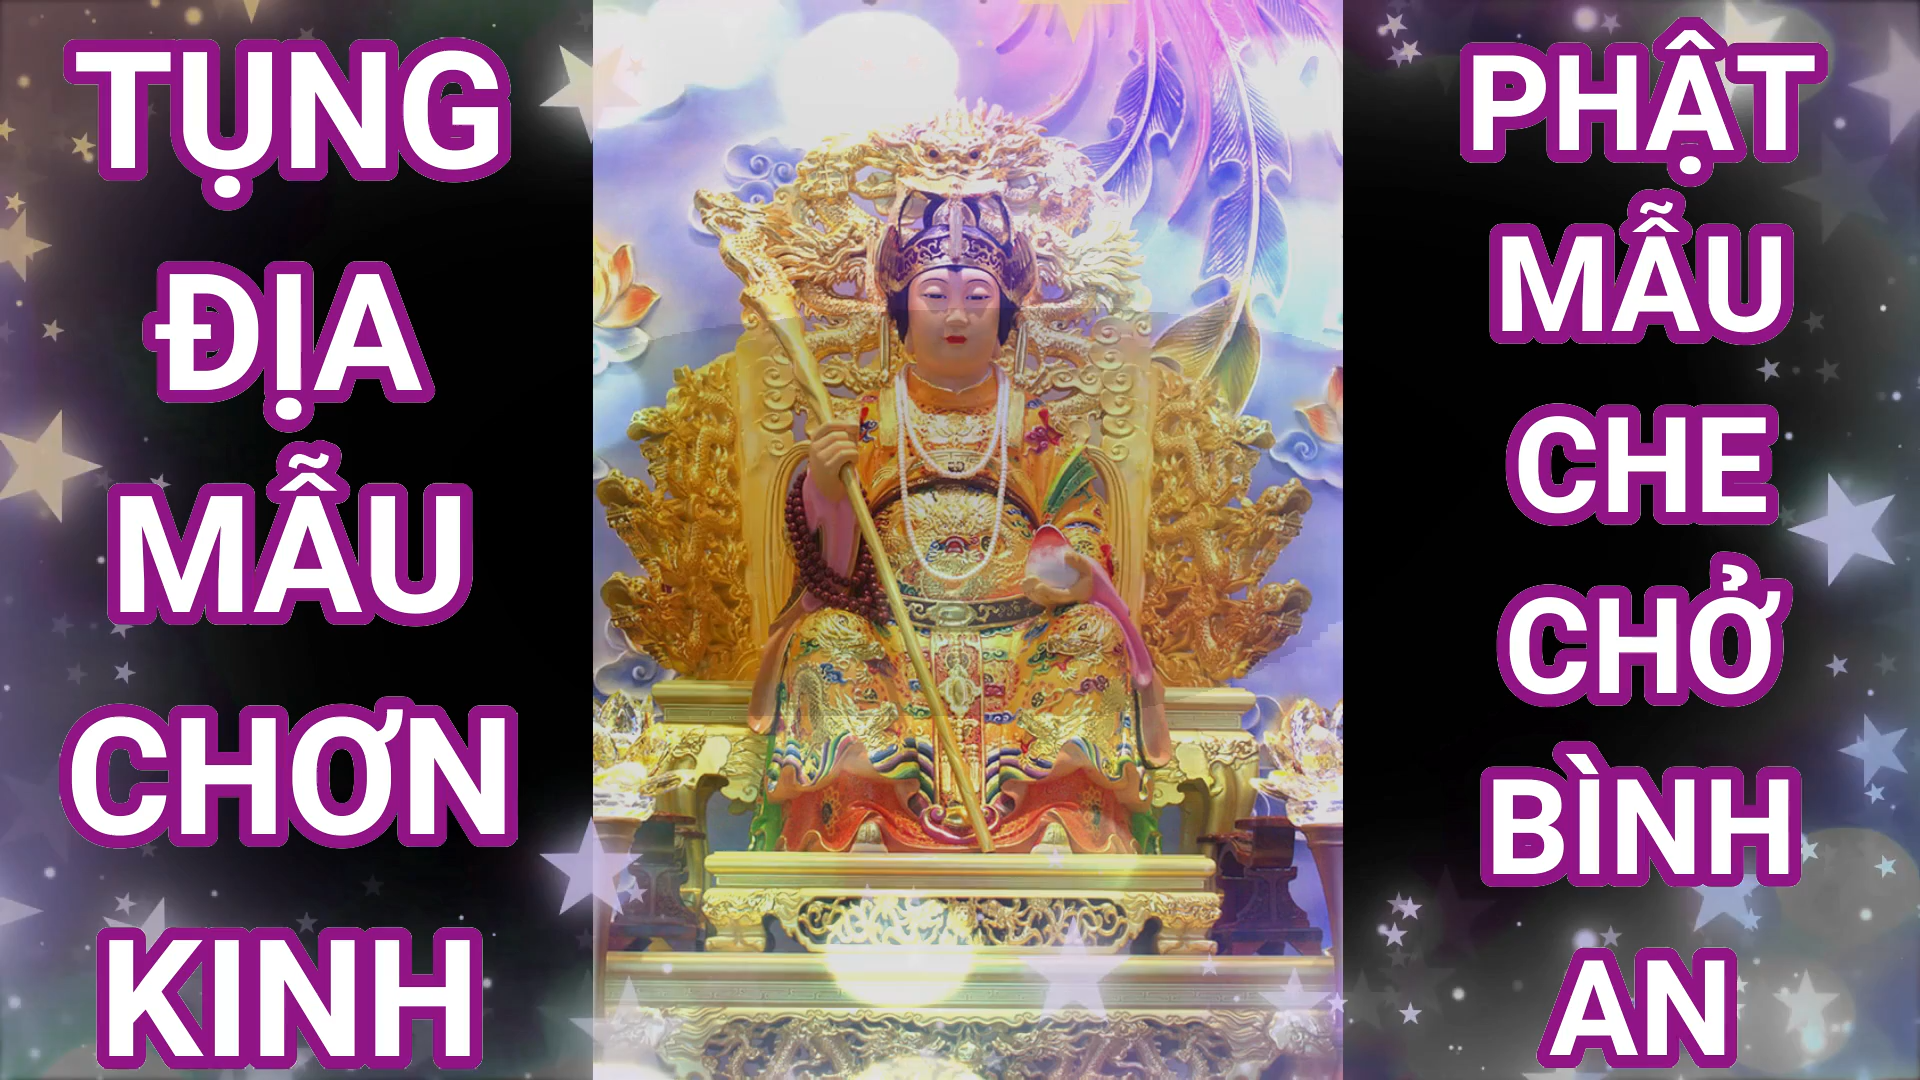 TỤNG
ĐỊA
MẪU
CHƠN
KINH
PHẬT
MẪU
CHE
CHỞ
BÌNH
AN